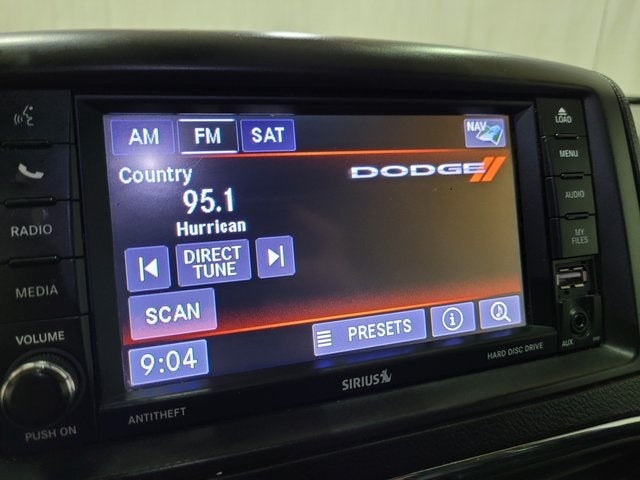 AM FM SAT NAV
LOAD
MENU
AUDIO
MY
FILES
AUX
RADIO
MEDIA
VOLUME
PUSH ON
Country
DODGE
95.1
Hurrican
DIRECT
TUNE
SCAN
PRESETS
9:04
HARD DISC DRIVE
SIRIUS
ANTITHEFT